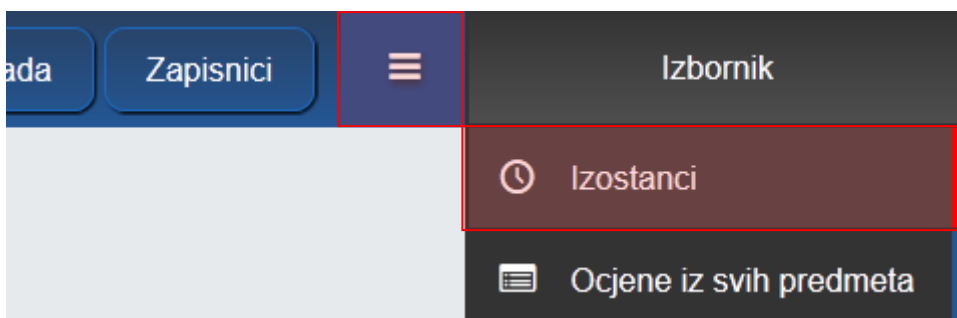 ada
Zapisnici
Izbornik
Izostanci
Ocjene iz svih predmeta